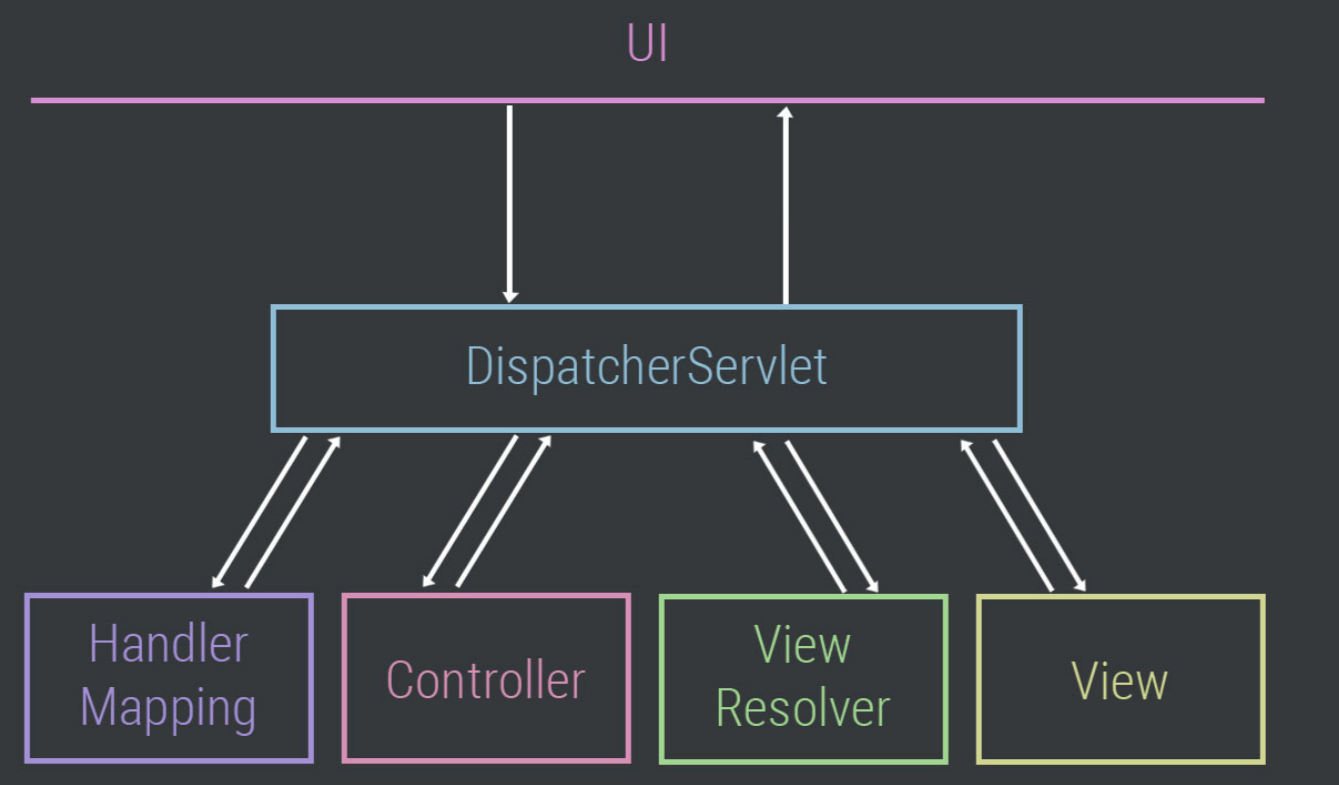 UI
DispatcherServlet
Handler
Mapping
Controller
View
Resolver
View